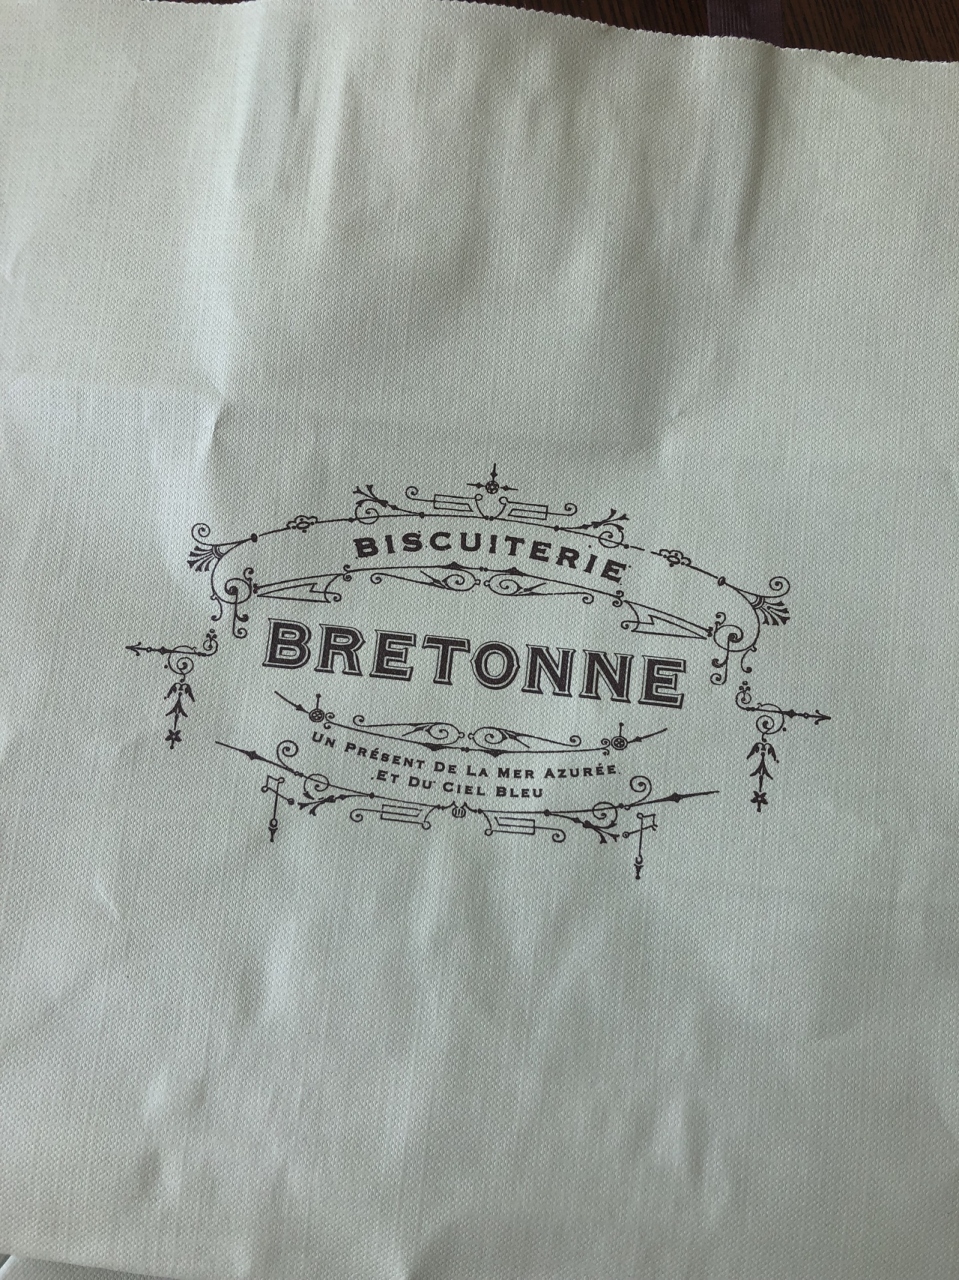 BISCUITERIE
BRETONNE
UN PRÉSENT DE LA MER AZURÉE
ET DU CIEL BLEU